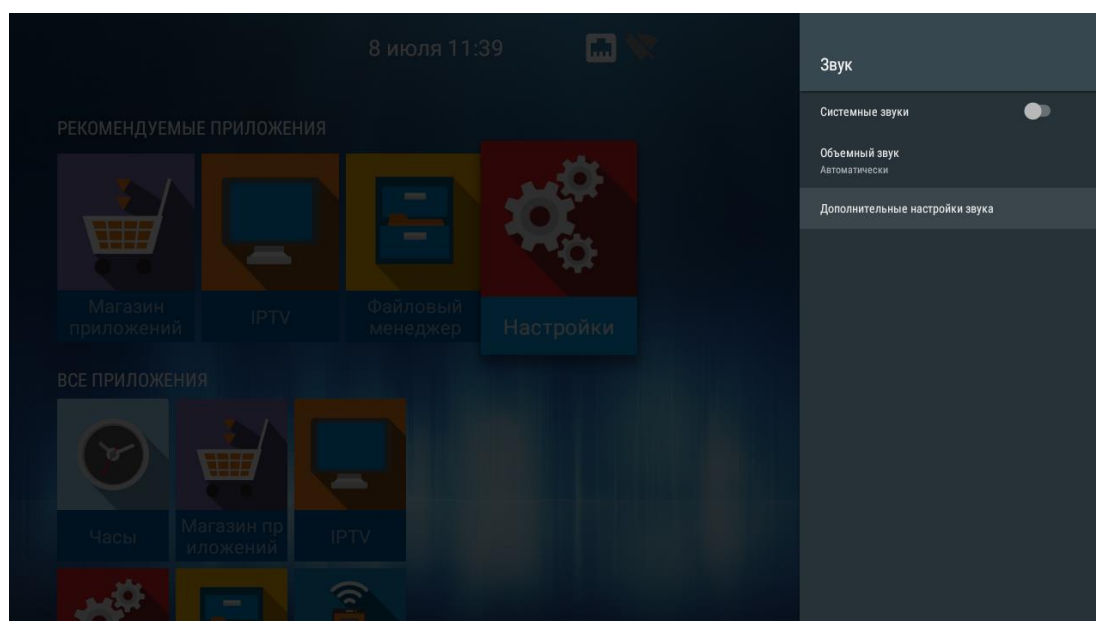 8 июля 11:39
РЕКОМЕНДУЕМЫЕ ПРИЛОЖЕНИЯ
Магазин
приложений
IPTV
Файловый
менеджер
Настройки
ВСЕ ПРИЛОЖЕНИЯ
Часы
Магазин пр
иложений
IPTV
Звук
Системные звуки
Объемный звук
Автоматически
Дополнительные настройки звука